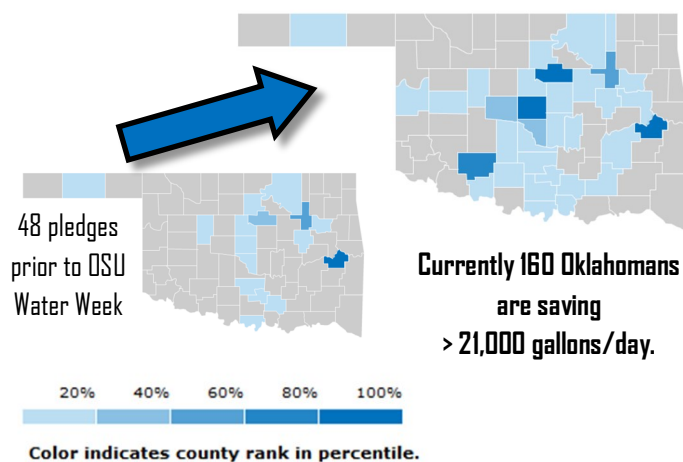 48 pledges
prior to OSU
Water Week
Currently 160 Oklahomans
are saving
> 21,000 gallons/day.
20% 40% 60% 80% 100%
Color indicates county rank in percentile.